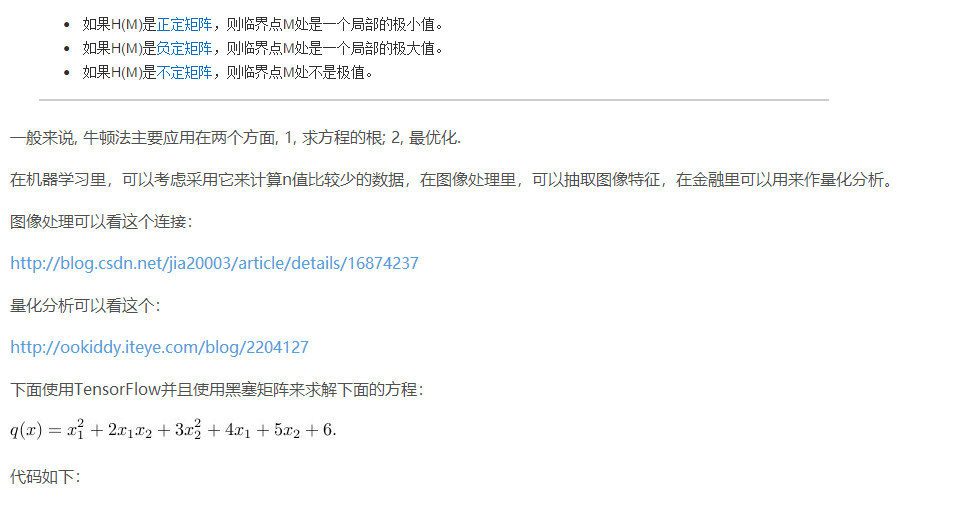 如果H(M)是正定矩阵，则临界点M处是一个局部的极小值。
如果H(M)是负定矩阵，则临界点M处是一个局部的极大值。
如果H(M)是不定矩阵，则临界点M处不是极值。
一般来说, 牛顿法主要应用在两个方面, 1, 求方程的根; 2, 最优化.
在机器学习里，可以考虑采用它来计算n值比较少的数据，在图像处理里，可以抽取图像特征，在金融里可以用来作量化分析。
图像处理可以看这个连接：
http://blog.csdn.net/jia20003/article/details/16874237
量化分析可以看这个：
http://ookiddy.iteye.com/blog/2204127
下面使用TensorFlow并且使用黑塞矩阵来求解下面的方程：
q(x) = x₁² + 2x₁x₂ + 3x₂² + 4x₁ + 5x₂ + 6.
代码如下：